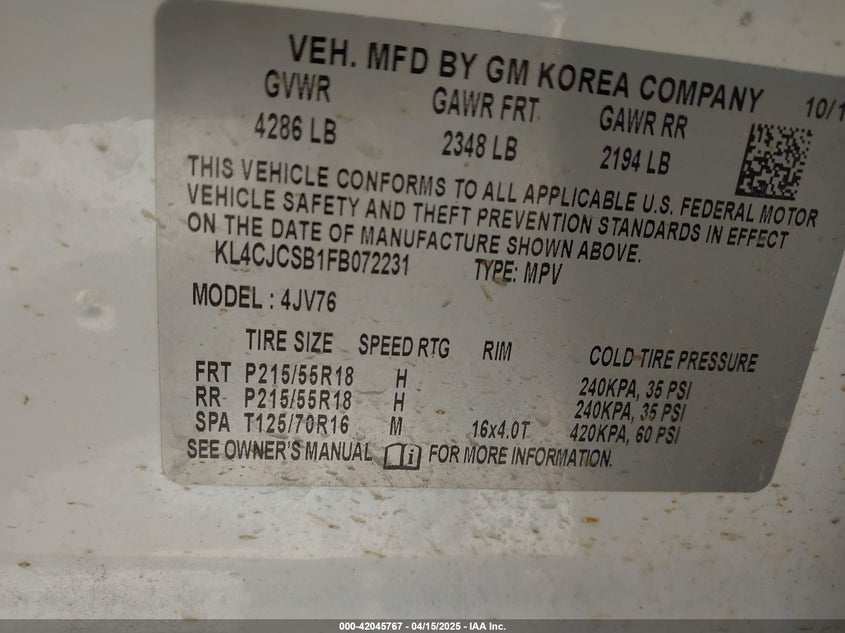 VEH. MFD BY GM KOREA COMPANY 10/1
GVWR GAWR FRT GAWR RR
4286 LB 2348 LB 2194 LB
THIS VEHICLE CONFORMS TO ALL APPLICABLE U.S. FEDERAL MOTOR
VEHICLE SAFETY AND THEFT PREVENTION STANDARDS IN EFFECT
ON THE DATE OF MANUFACTURE SHOWN ABOVE.
KL4CJCSB1FB072231 TYPE: MPV
MODEL : 4JV76
TIRE SIZE SPEED RTG RIM COLD TIRE PRESSURE
FRT P215/55R18 H 240KPA, 35 PSI
RR P215/55R18 H 240KPA, 35 PSI
SPA T125/70R16 M 16x4.0T 420KPA, 60 PSI
SEE OWNER'S MANUAL i FOR MORE INFORMATION.
000-42045767 - 04/15/2025 - IAA Inc.